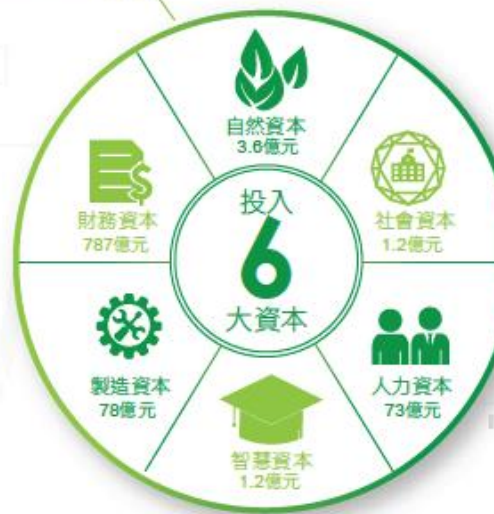 自然資本
3.6億元
財務資本
787億元
投入
6
大資本
社會資本
1.2億元
製造資本
78億元
人力資本
73億元
智慧資本
1.2億元